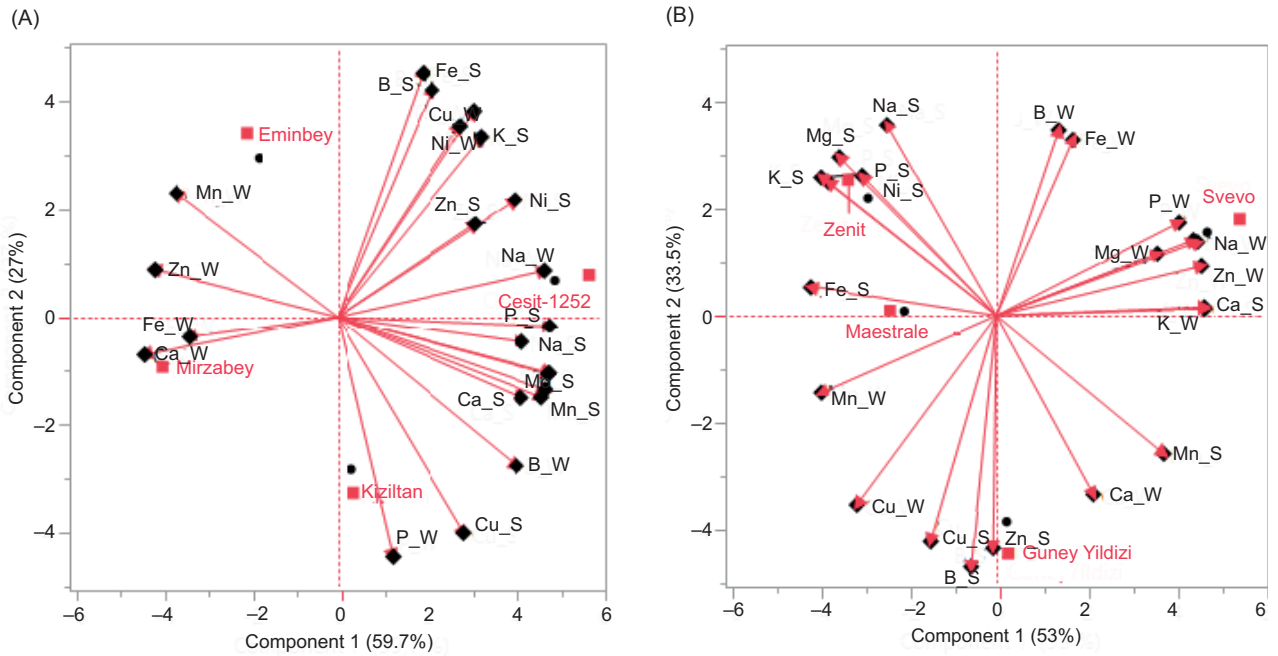 (A)
(B)
Fe_S
B_S
Cu_W
Ni_W
K_S
Eminbey
Mn_W
Ni_S
Zn_S
Zn_W
Na_W
Cesit-1252
P_S
Fe_W
Na_S
Ca_W
Mirzabey
Ca_S
Mn_S
B_W
Kiziltan
Cu_S
P_W
4
2
0
–2
–4
Component 2 (27%)
–6
–4
–2
0
2
4
6
Component 1 (59.7%)
Na_S
B_W
Fe_W
Mg_S
P_S
K_S
Ni_S
Zenit
P_W
Svevo
Mg_W
Na_W
Zn_W
Fe_S
Ca_S
K_W
Maestrale
Mn_W
Mn_S
Ca_W
Cu_W
Cu_S
Zn_S
Guney Yildizi
B_S
4
2
0
–2
–4
Component 2 (33.5%)
–6
–4
–2
0
2
4
6
Component 1 (53%)